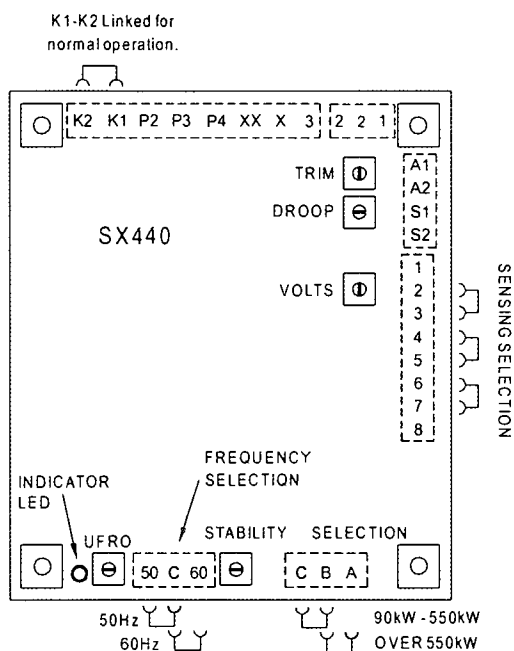 K1-K2 Linked for
normal operation.
K2 K1 P2 P3 P4 XX X 3 2 2 1
TRIM
DROOP
A1
A2
S1
S2
SX440
VOLTS
1
2
3
4
5
6
7
8
SENSING SELECTION
FREQUENCY
SELECTION
INDICATOR
LED
UFRO
STABILITY
SELECTION
50 C 60
C B A
50Hz
60Hz
90kW - 550kW
OVER 550kW